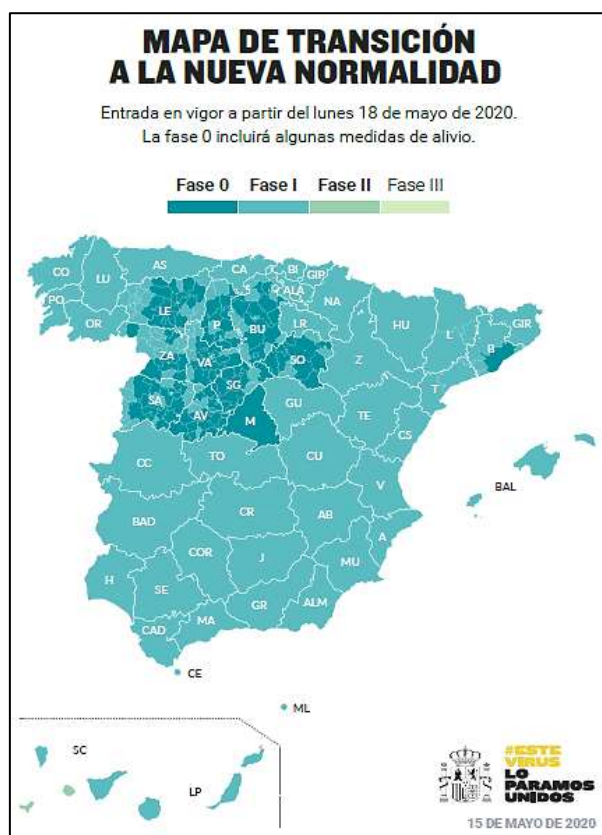 MAPA DE TRANSICIÓN
A LA NUEVA NORMALIDAD
Entrada en vigor a partir del lunes 18 de mayo de 2020.
La fase 0 incluirá algunas medidas de alivio.
Fase 0 Fase I Fase II Fase III
CO LU AS CA BI GIP
PO OR LE P BU ALA NA
LR HU L GIR
B
ZA VA SO Z
SG T
SA AV M GU TE CS
CC TO CU
V BAL
BAD CR AB
A
COR J MU
H SE GR ALM
CAD MA
CE
ML
SC
LP
#ESTE
VIRUS
LO
PARAMOS
UNIDOS
15 DE MAYO DE 2020